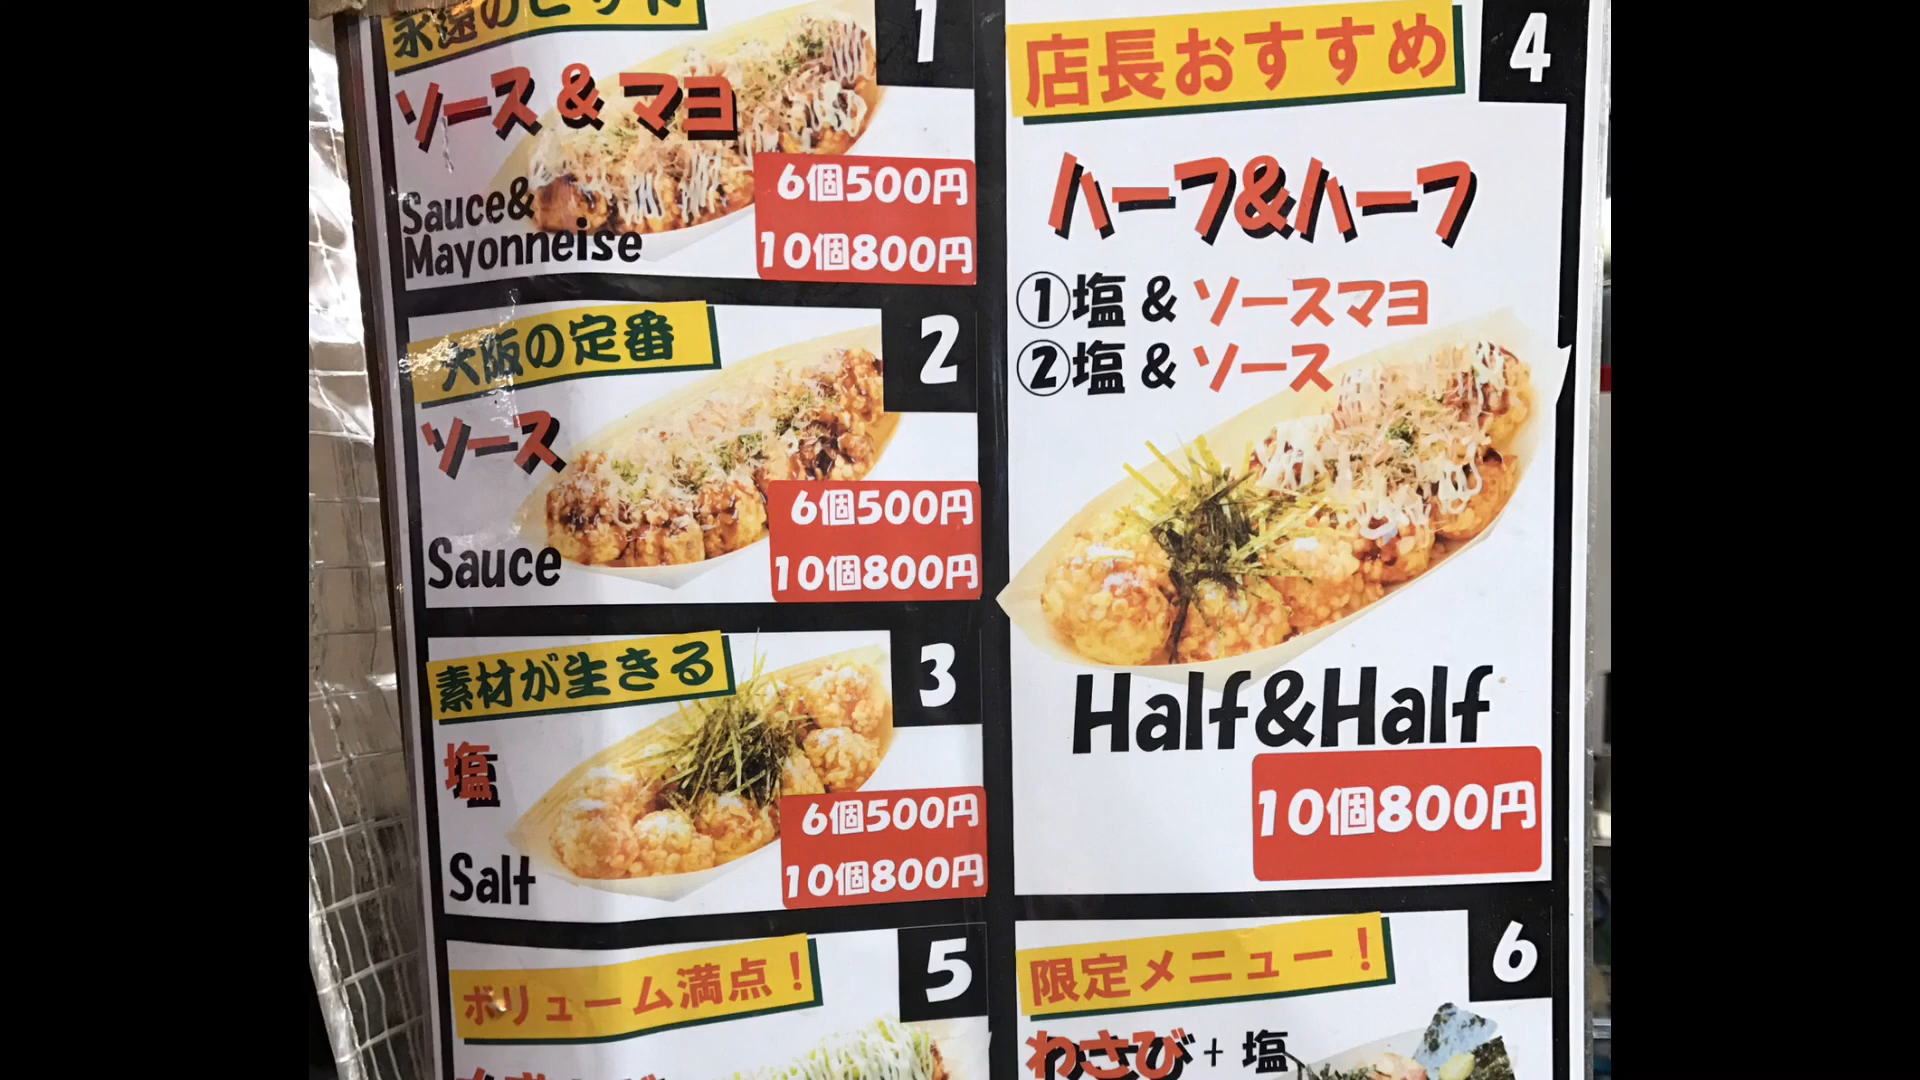 永遠のヒット
1
ソース & マヨ
Sauce&
Mayonneise
6個500円
10個800円
大阪の定番
2
ソース
Sauce
6個500円
10個800円
素材が生きる
3
塩
Salt
6個500円
10個800円
ボリューム満点!
5
店長おすすめ
4
ハーフ&ハーフ
①塩 & ソースマヨ
②塩 & ソース
Half&Half
10個800円
限定メニュー!
6
わさび+塩